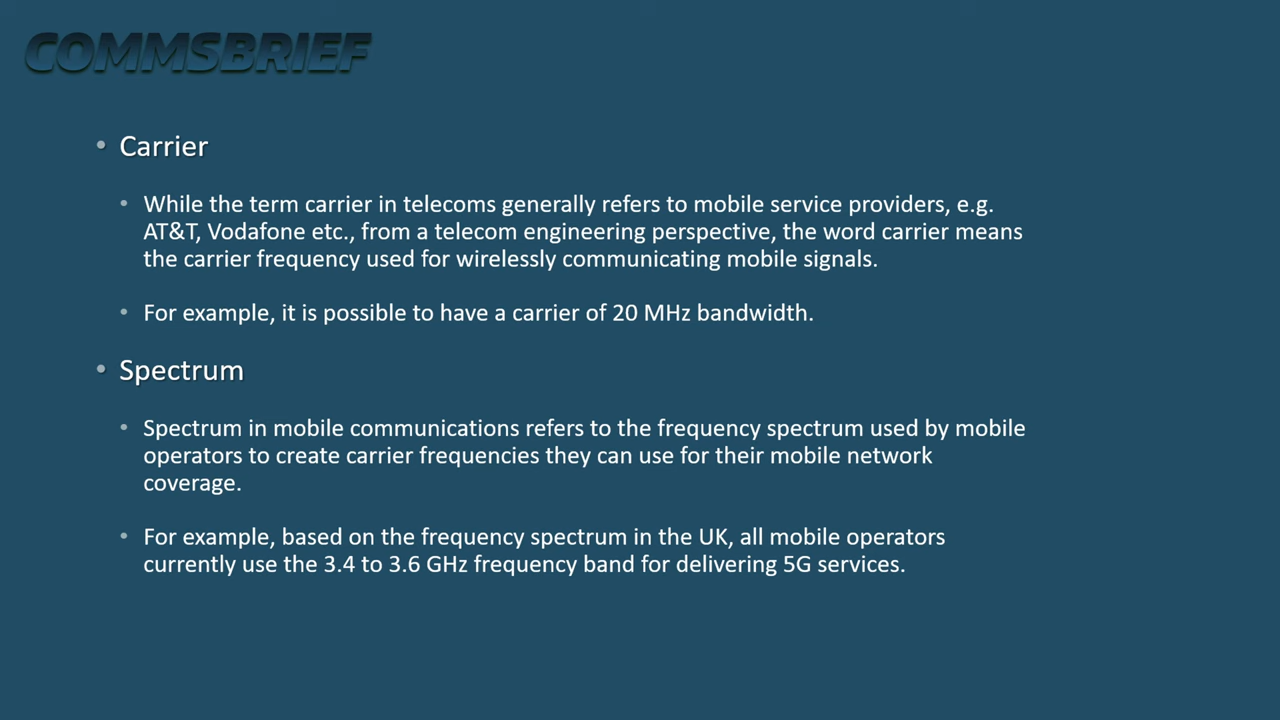 COMMSBRIEF
• Carrier
• While the term carrier in telecoms generally refers to mobile service providers, e.g.
AT&T, Vodafone etc., from a telecom engineering perspective, the word carrier means
the carrier frequency used for wirelessly communicating mobile signals.
• For example, it is possible to have a carrier of 20 MHz bandwidth.
• Spectrum
• Spectrum in mobile communications refers to the frequency spectrum used by mobile
operators to create carrier frequencies they can use for their mobile network
coverage.
• For example, based on the frequency spectrum in the UK, all mobile operators
currently use the 3.4 to 3.6 GHz frequency band for delivering 5G services.